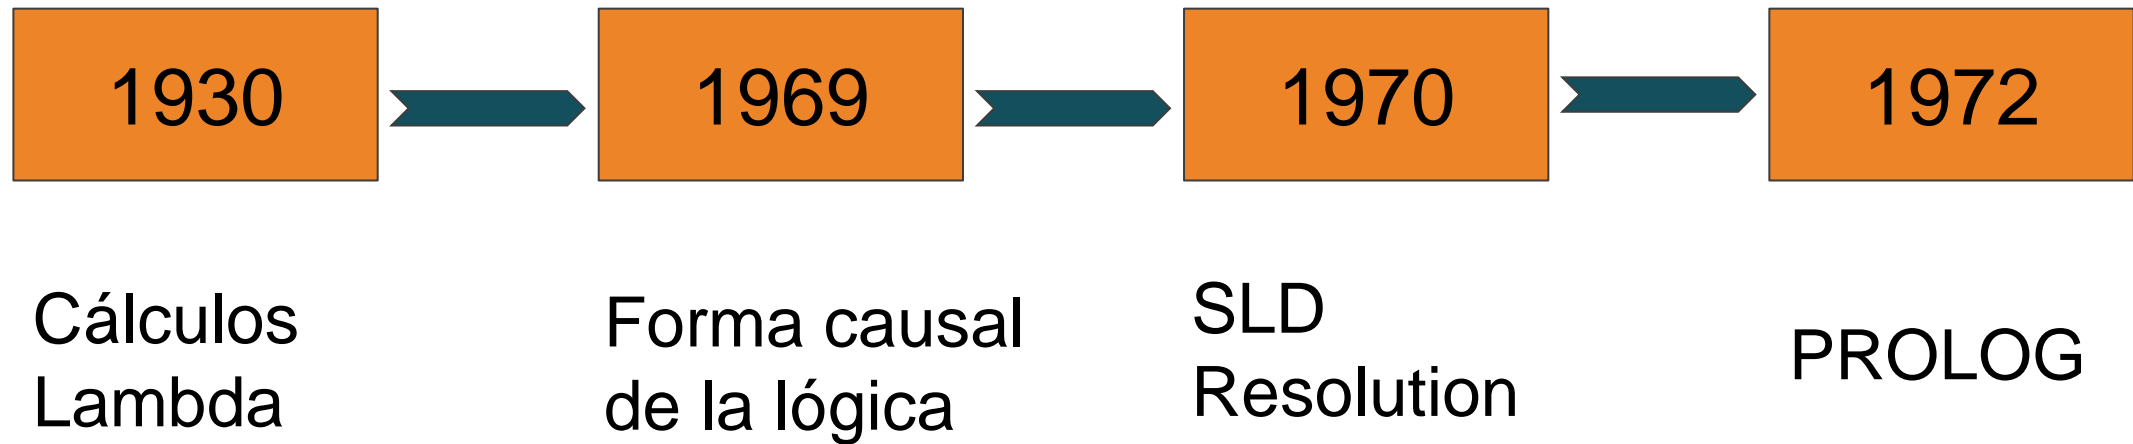 1930
1969
1970
1972
Cálculos
Lambda
Forma causal
de la lógica
SLD
Resolution
PROLOG